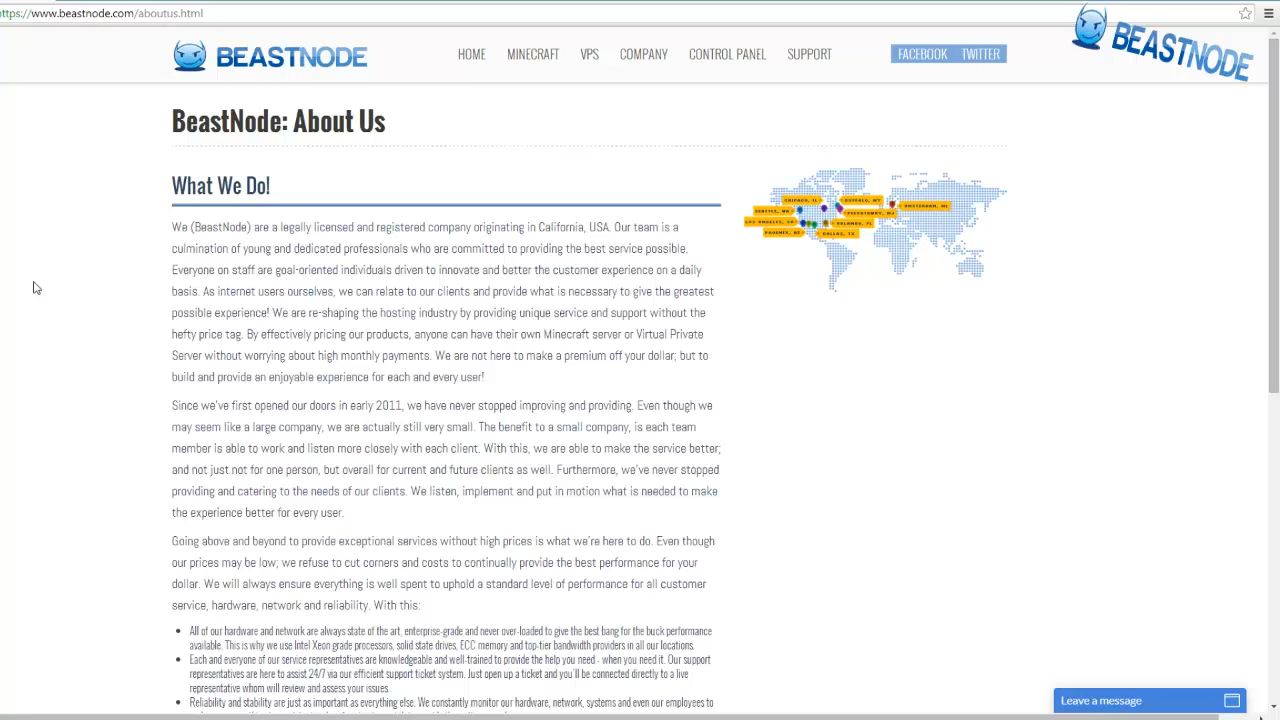 https://www.beastnode.com/aboutus.html
BEASTNODE
HOME MINECRAFT VPS COMPANY CONTROL PANEL SUPPORT FACEBOOK TWITTER
BEASTNODE
BeastNode: About Us
What We Do!
legally licensed and registered company originating in California, USA. Our team is a
culmination of young and dedicated professionals who are committed to providing the best service possible.
Everyone on staff are goal-oriented individuals driven to innovate and better the customer experience on a daily
basis. As internet users ourselves, we can relate to our clients and provide what is necessary to give the greatest
possible experience! We are re-shaping the hosting industry by providing unique service and support without the
hefty price tag. By effectively pricing our products, anyone can have their own Minecraft server or Virtual Private
Server without worrying about high monthly payments. We are not here to make a premium off your dollar; but to
build and provide an enjoyable experience for each and every user!
Since we've first opened our doors in early 2011, we have never stopped improving and providing. Even though we
may seem like a large company, we are actually still very small. The benefit to a small company, is each team
member is able to work and listen more closely with each client. With this, we are able to make the service better;
and not just not for one person, but overall for current and future clients as well. Furthermore, we've never stopped
providing and catering to the needs of our clients. We listen, implement and put in motion what is needed to make
the experience better for every user.
Going above and beyond to provide exceptional services without high prices is what we're here to do. Even though
our prices may be low; we refuse to cut corners and costs to continually provide the best performance for your
dollar. We will always ensure everything is well spent to uphold a standard level of performance for all customer
service, hardware, network and reliability. With this:
All of our hardware and network are always state of the art, enterprise-grade and never over-loaded to give the best bang for the buck performance
available. This is why we use Intel Xeon grade processors, solid state drives, ECC memory and top-tier bandwidth providers in all our locations.
Each and everyone of our service representatives are knowledgeable and well-trained to provide the help you need - when you need it. Our support
representatives are here to assist 24/7 via our efficient support ticket system. Just open up a ticket and you'll be connected directly to a live
representative whom will review and assess your issues.
Reliability and stability are just as important as everything else. We constantly monitor our hardware, network, systems and even our employees to
CHICAGO, IL
BUFFALO, NY
SEATTLE, WA
AMSTERDAM, NL
LOS ANGELES, CA
ORLANDO, FL
PHOENIX, AZ
DALLAS, TX
Leave a message